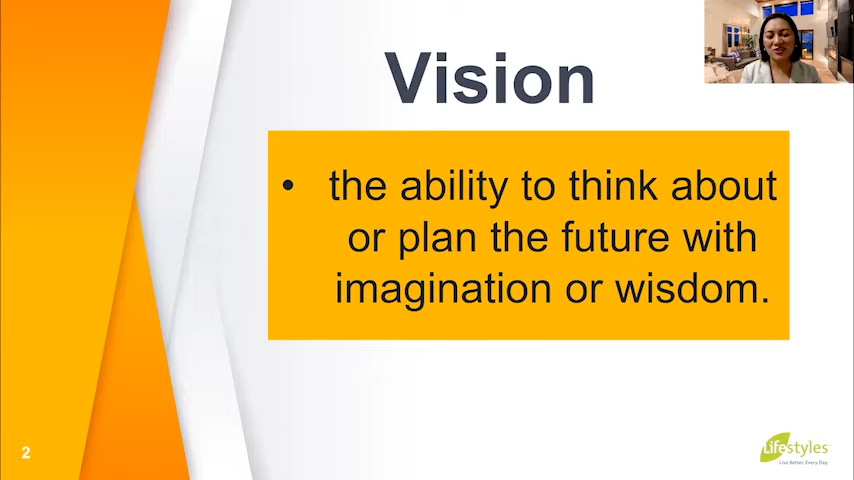 Vision
• the ability to think about
or plan the future with
imagination or wisdom.
2
Lifestyles
Live Better. Every Day.